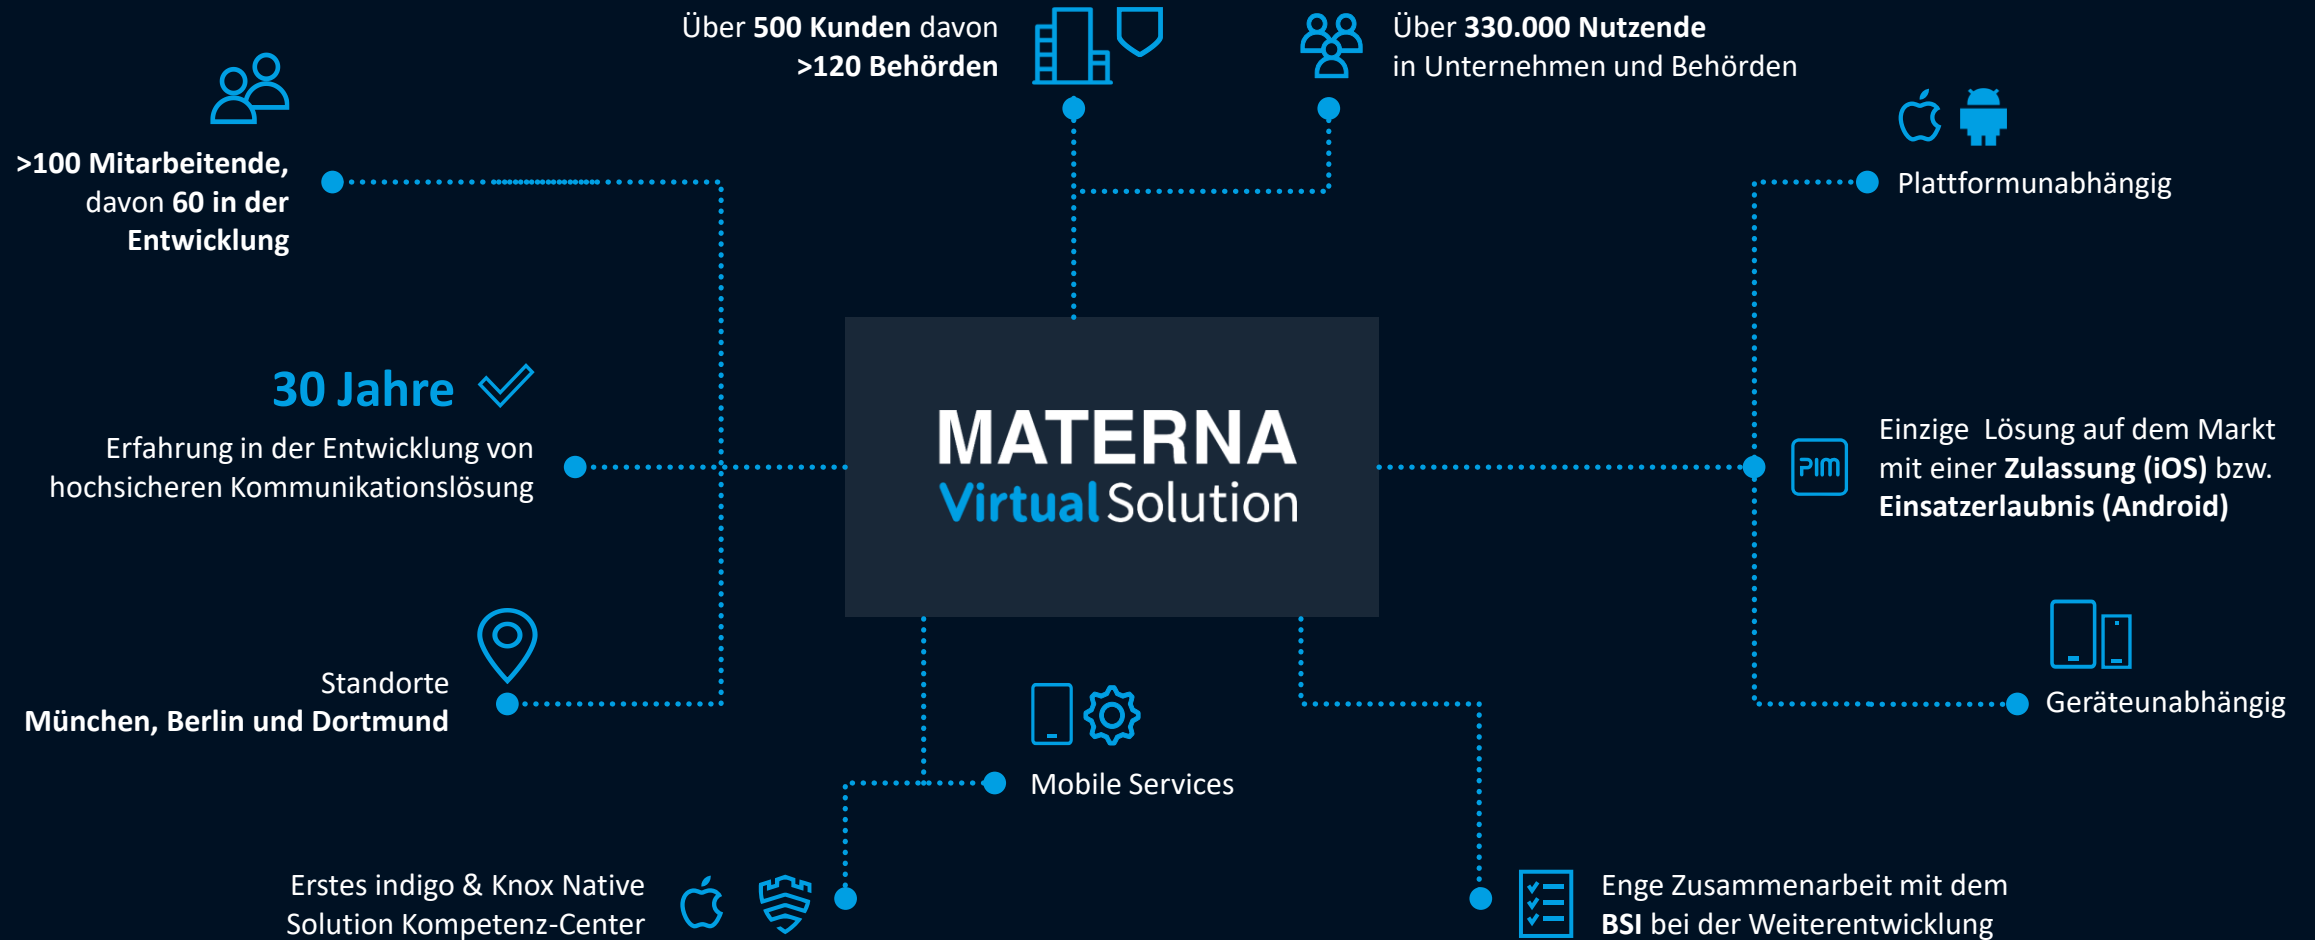 Über 500 Kunden davon
>120 Behörden
Über 330.000 Nutzende
in Unternehmen und Behörden
>100 Mitarbeitende,
davon 60 in der
Entwicklung
Plattformunabhängig
30 Jahre
Erfahrung in der Entwicklung von
hochsicheren Kommunikationslösung
MATERNA
Virtual Solution
PIM
Einzige Lösung auf dem Markt
mit einer Zulassung (iOS) bzw.
Einsatzerlaubnis (Android)
Standorte
München, Berlin und Dortmund
Geräteunabhängig
Mobile Services
Erstes indigo & Knox Native
Solution Kompetenz-Center
Enge Zusammenarbeit mit dem
BSI bei der Weiterentwicklung